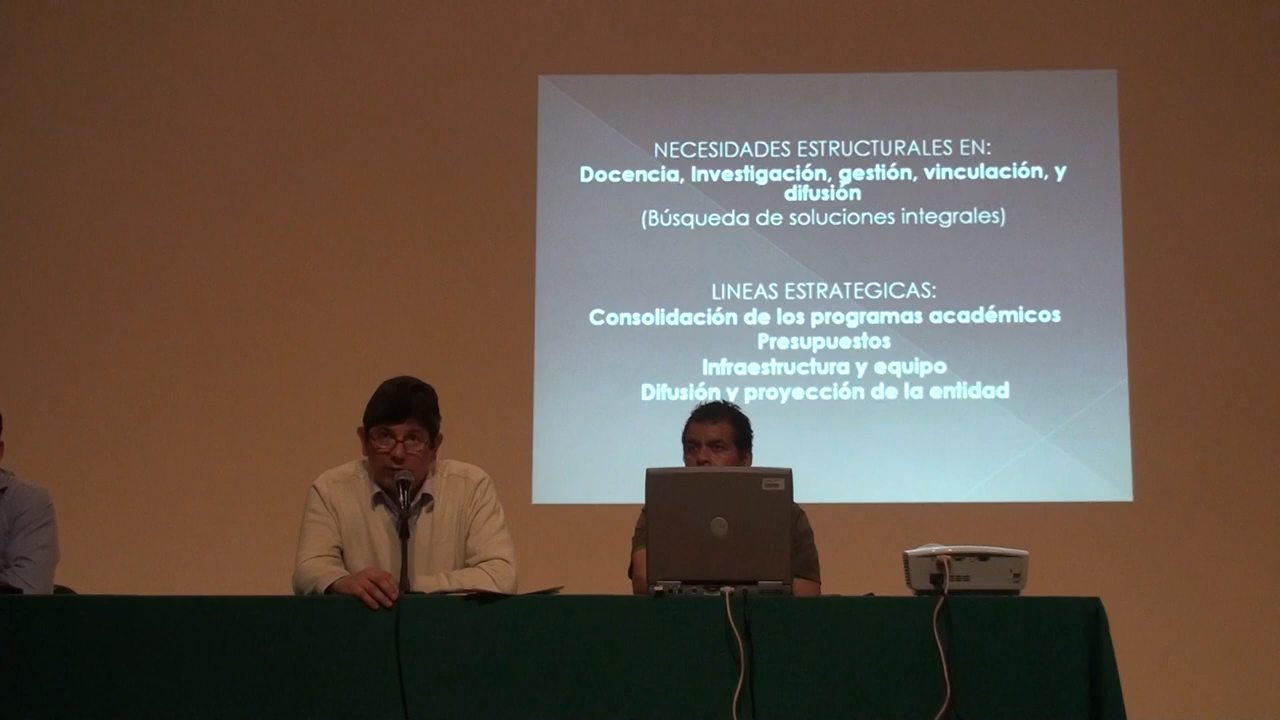 NECESIDADES ESTRUCTURALES EN:
Docencia, Investigación, gestión, vinculación, y
difusión
(Búsqueda de soluciones integrales)
LINEAS ESTRATEGICAS:
Consolidación de los programas académicos
Presupuestos
Infraestructura y equipo
Difusión y proyección de la entidad